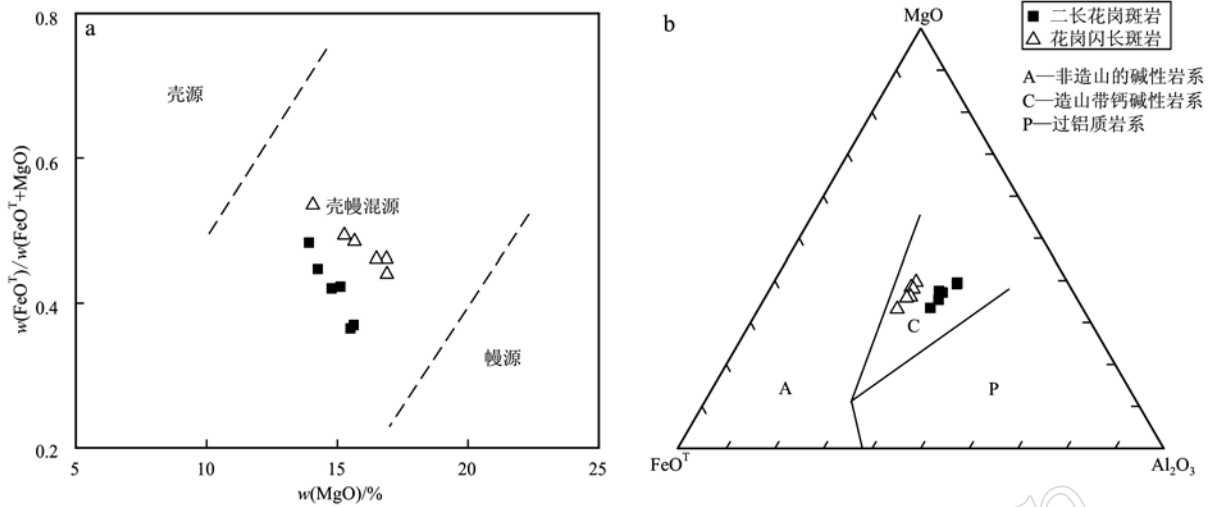 a
0.8
0.6
0.4
0.2
w(FeOᵀ)/w(FeOᵀ+MgO)
壳源
壳幔混源
幔源
5
10
15
20
25
w(MgO)/%
b
MgO
二长花岗斑岩
花岗闪长斑岩
A—非造山的碱性岩系
C—造山带钙碱性岩系
P—过铝质岩系
C
A
P
FeOᵀ
Al₂O₃